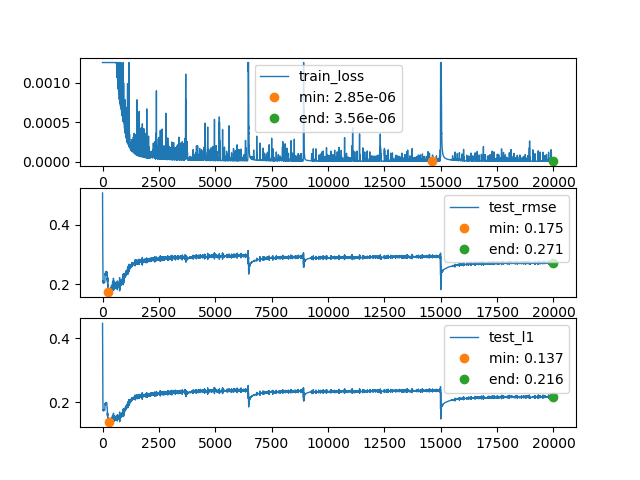 0.0010
0.0005
0.0000
train_loss
min: 2.85e-06
end: 3.56e-06
0 2500 5000 7500 10000 12500 15000 17500 20000
0.4
0.2
test_rmse
min: 0.175
end: 0.271
0 2500 5000 7500 10000 12500 15000 17500 20000
0.4
0.2
test_l1
min: 0.137
end: 0.216
0 2500 5000 7500 10000 12500 15000 17500 20000